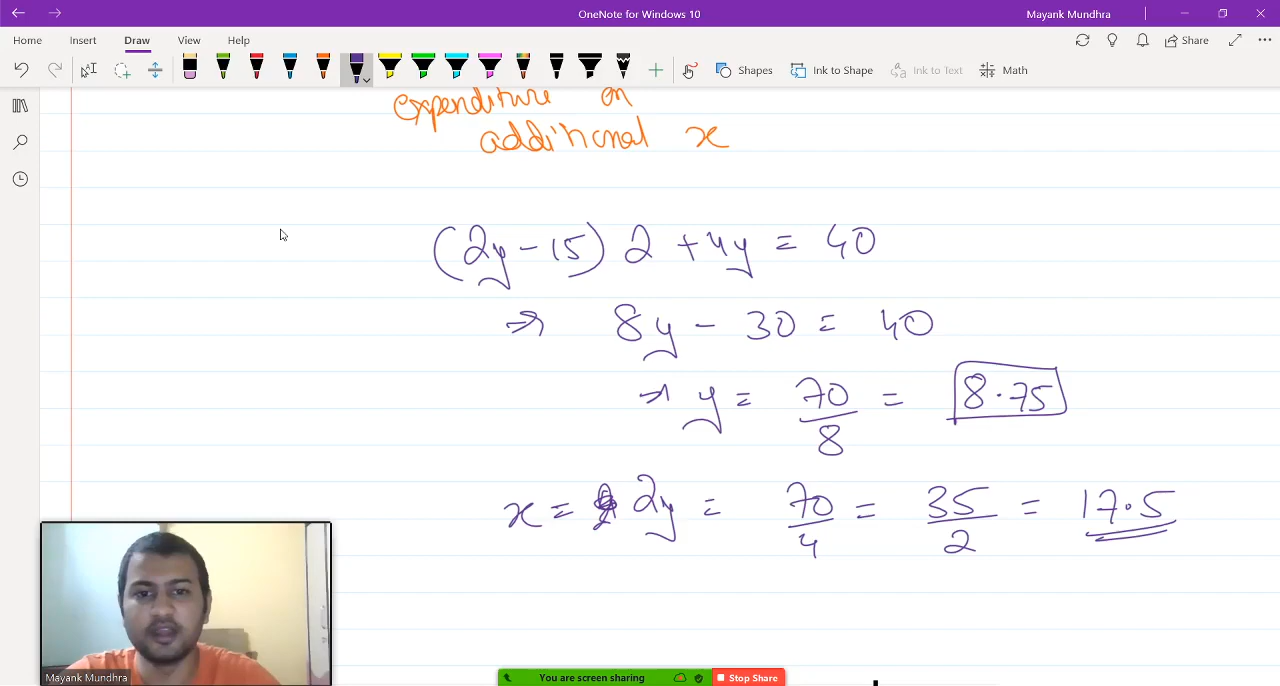 OneNote for Windows 10
Mayank Mundhra
Home Insert Draw View Help
Share
Shapes Ink to Shape Ink to Text Math
expenditure on
additional x
(2y - 15) 2 + 4y = 40
⇒ 8y - 30 = 40
→ y = 70/8 = 8.75
x = 2y = 70/4 = 35/2 = 17.5
Mayank Mundhra
You are screen sharing Stop Share